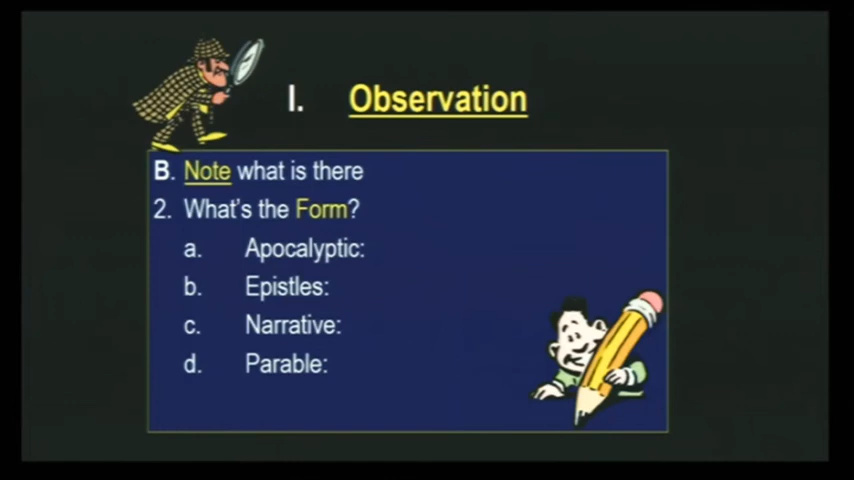 I. Observation
B. Note what is there
2. What's the Form?
a. Apocalyptic:
b. Epistles:
c. Narrative:
d. Parable: